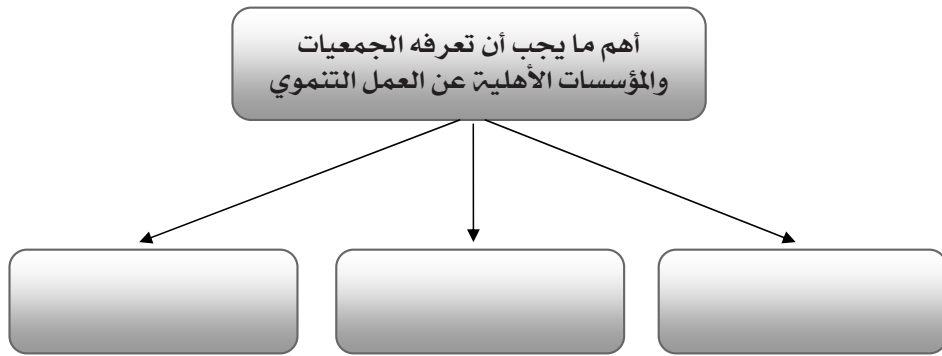 أهم ما يجب أن تعرفه الجمعيات
والمؤسسات الأهلية عن العمل التنموي